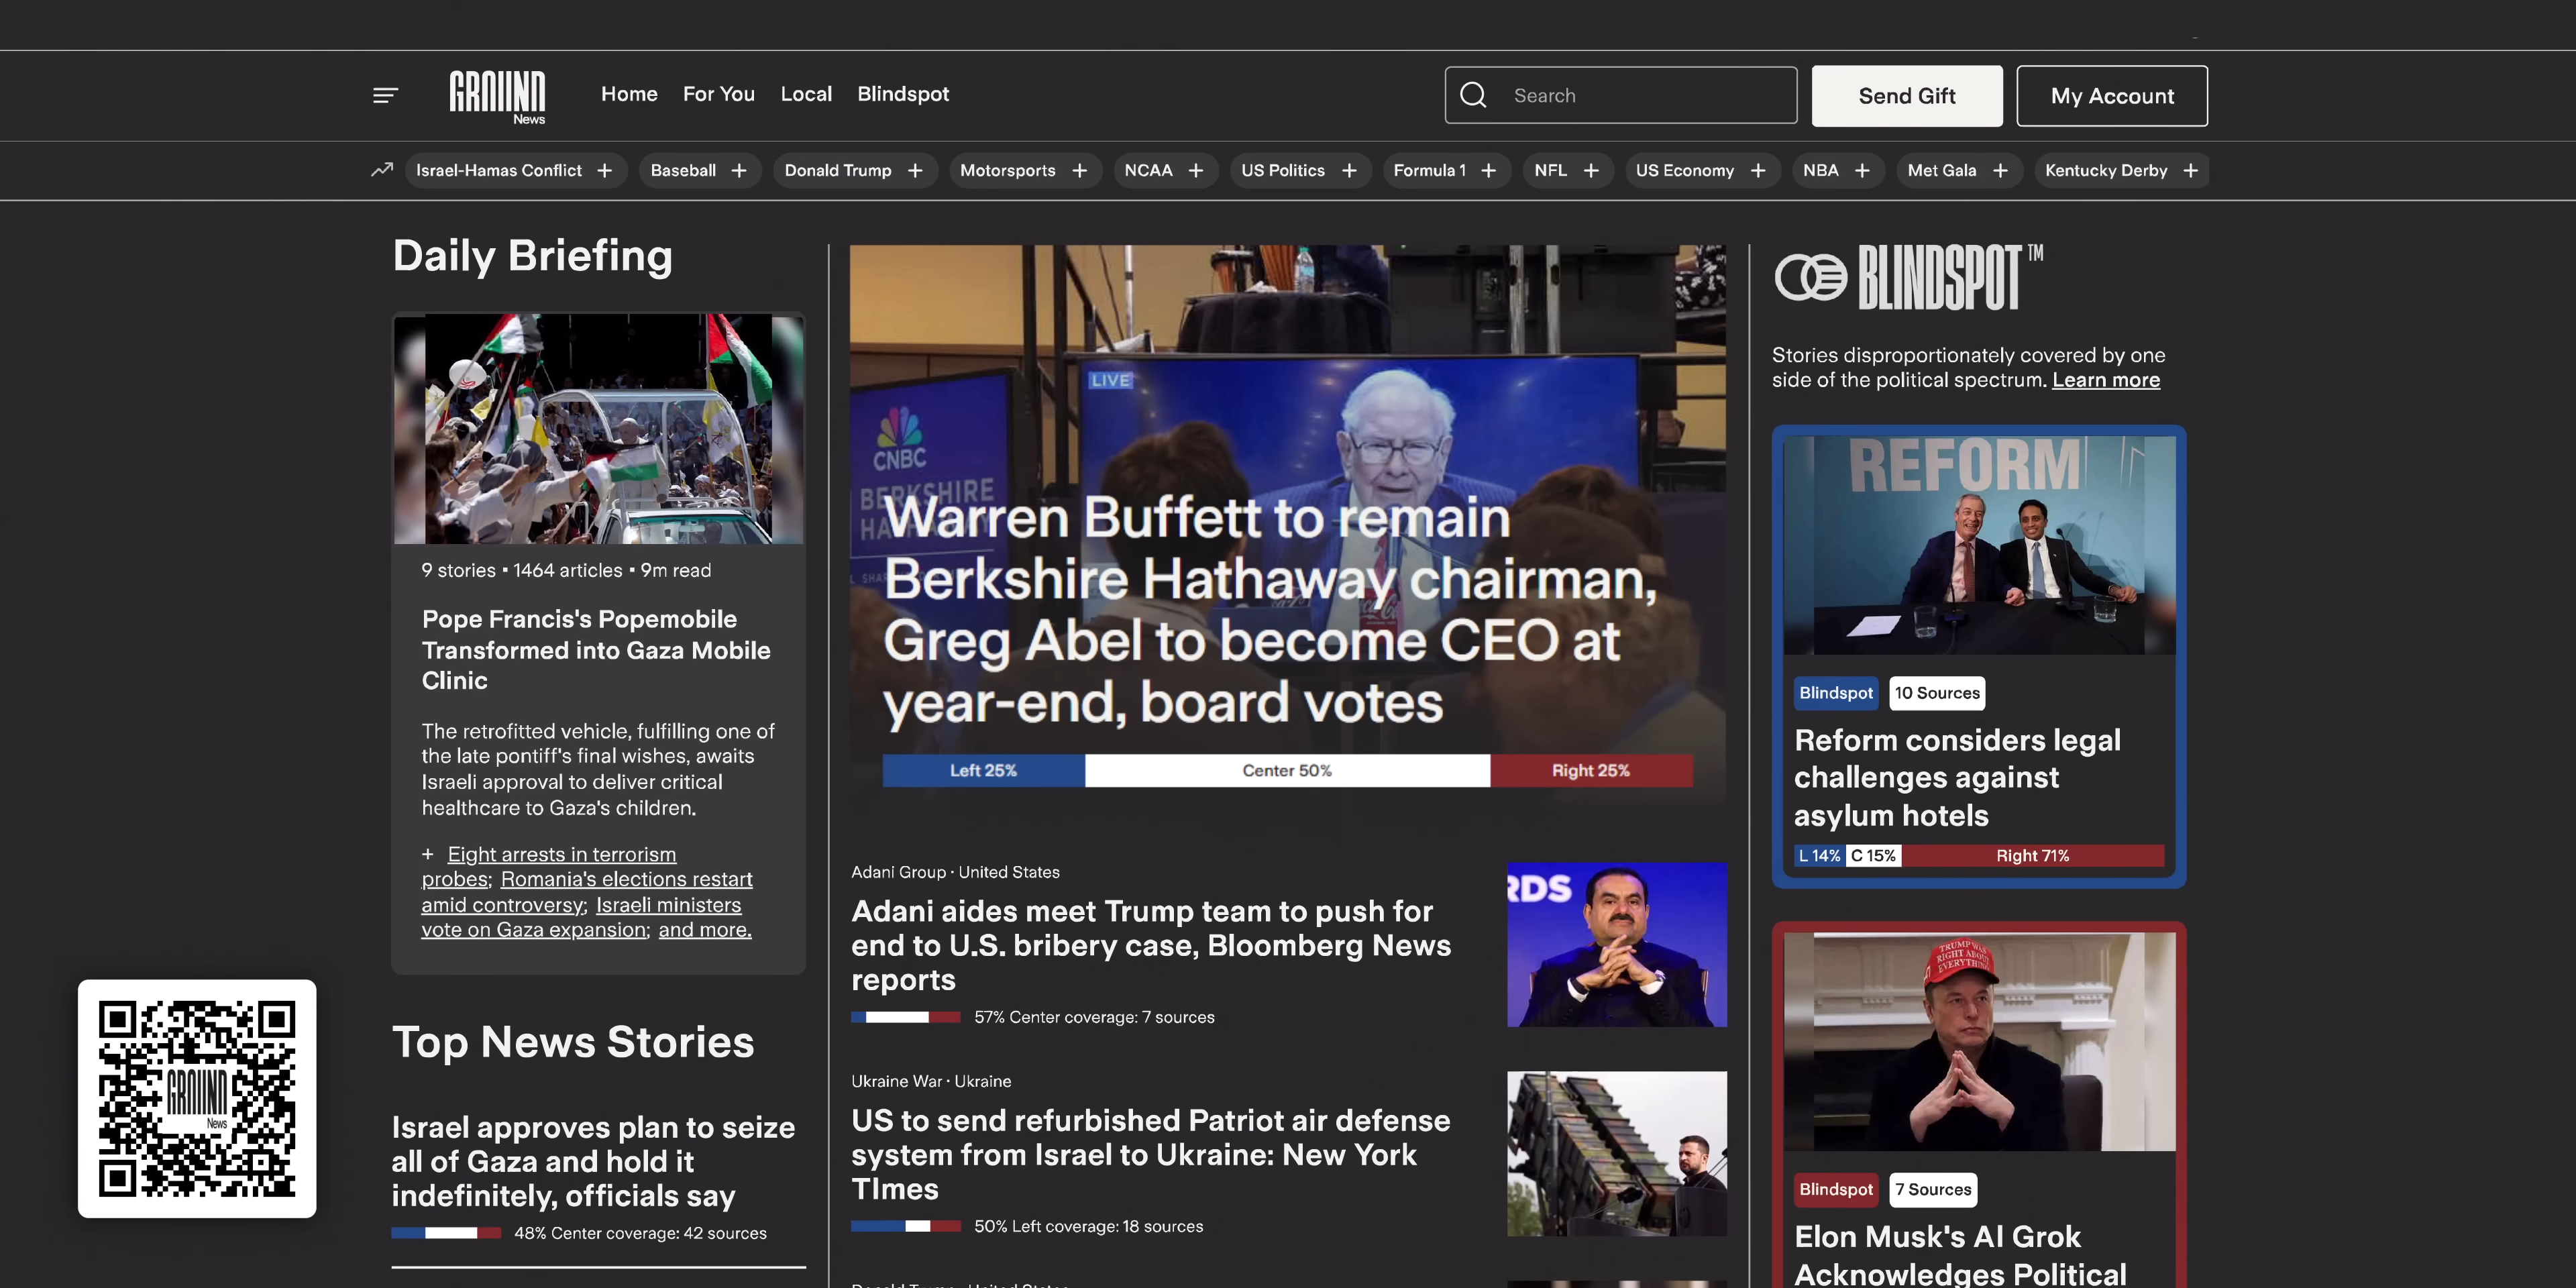 GROUND
News
Home
For You
Local
Blindspot
Search
Send Gift
My Account
Israel-Hamas Conflict +
Baseball +
Donald Trump +
Motorsports +
NCAA +
US Politics +
Formula 1 +
NFL +
US Economy +
NBA +
Met Gala +
Kentucky Derby +
Daily Briefing
9 stories ▪ 1464 articles ▪ 9m read
Pope Francis's Popemobile
Transformed into Gaza Mobile
Clinic
The retrofitted vehicle, fulfilling one of
the late pontiff's final wishes, awaits
Israeli approval to deliver critical
healthcare to Gaza's children.
+ Eight arrests in terrorism
probes; Romania's elections restart
amid controversy; Israeli ministers
vote on Gaza expansion; and more.
Top News Stories
Israel approves plan to seize
all of Gaza and hold it
indefinitely, officials say
48% Center coverage: 42 sources
GROUND
News
LIVE
CNBC
BERKSHIRE
Warren Buffett to remain
Berkshire Hathaway chairman,
Greg Abel to become CEO at
year-end, board votes
Left 25%
Center 50%
Right 25%
Adani Group · United States
Adani aides meet Trump team to push for
end to U.S. bribery case, Bloomberg News
reports
57% Center coverage: 7 sources
RDS
Ukraine War · Ukraine
US to send refurbished Patriot air defense
system from Israel to Ukraine: New York
TImes
50% Left coverage: 18 sources
BLINDSPOT™
Stories disproportionately covered by one
side of the political spectrum. Learn more
REFORM
Blindspot
10 Sources
Reform considers legal
challenges against
asylum hotels
L 14%
C 15%
Right 71%
TRUMP WAS
RIGHT ABOUT
EVERYTHING!
Blindspot
7 Sources
Elon Musk's AI Grok
Acknowledges Political